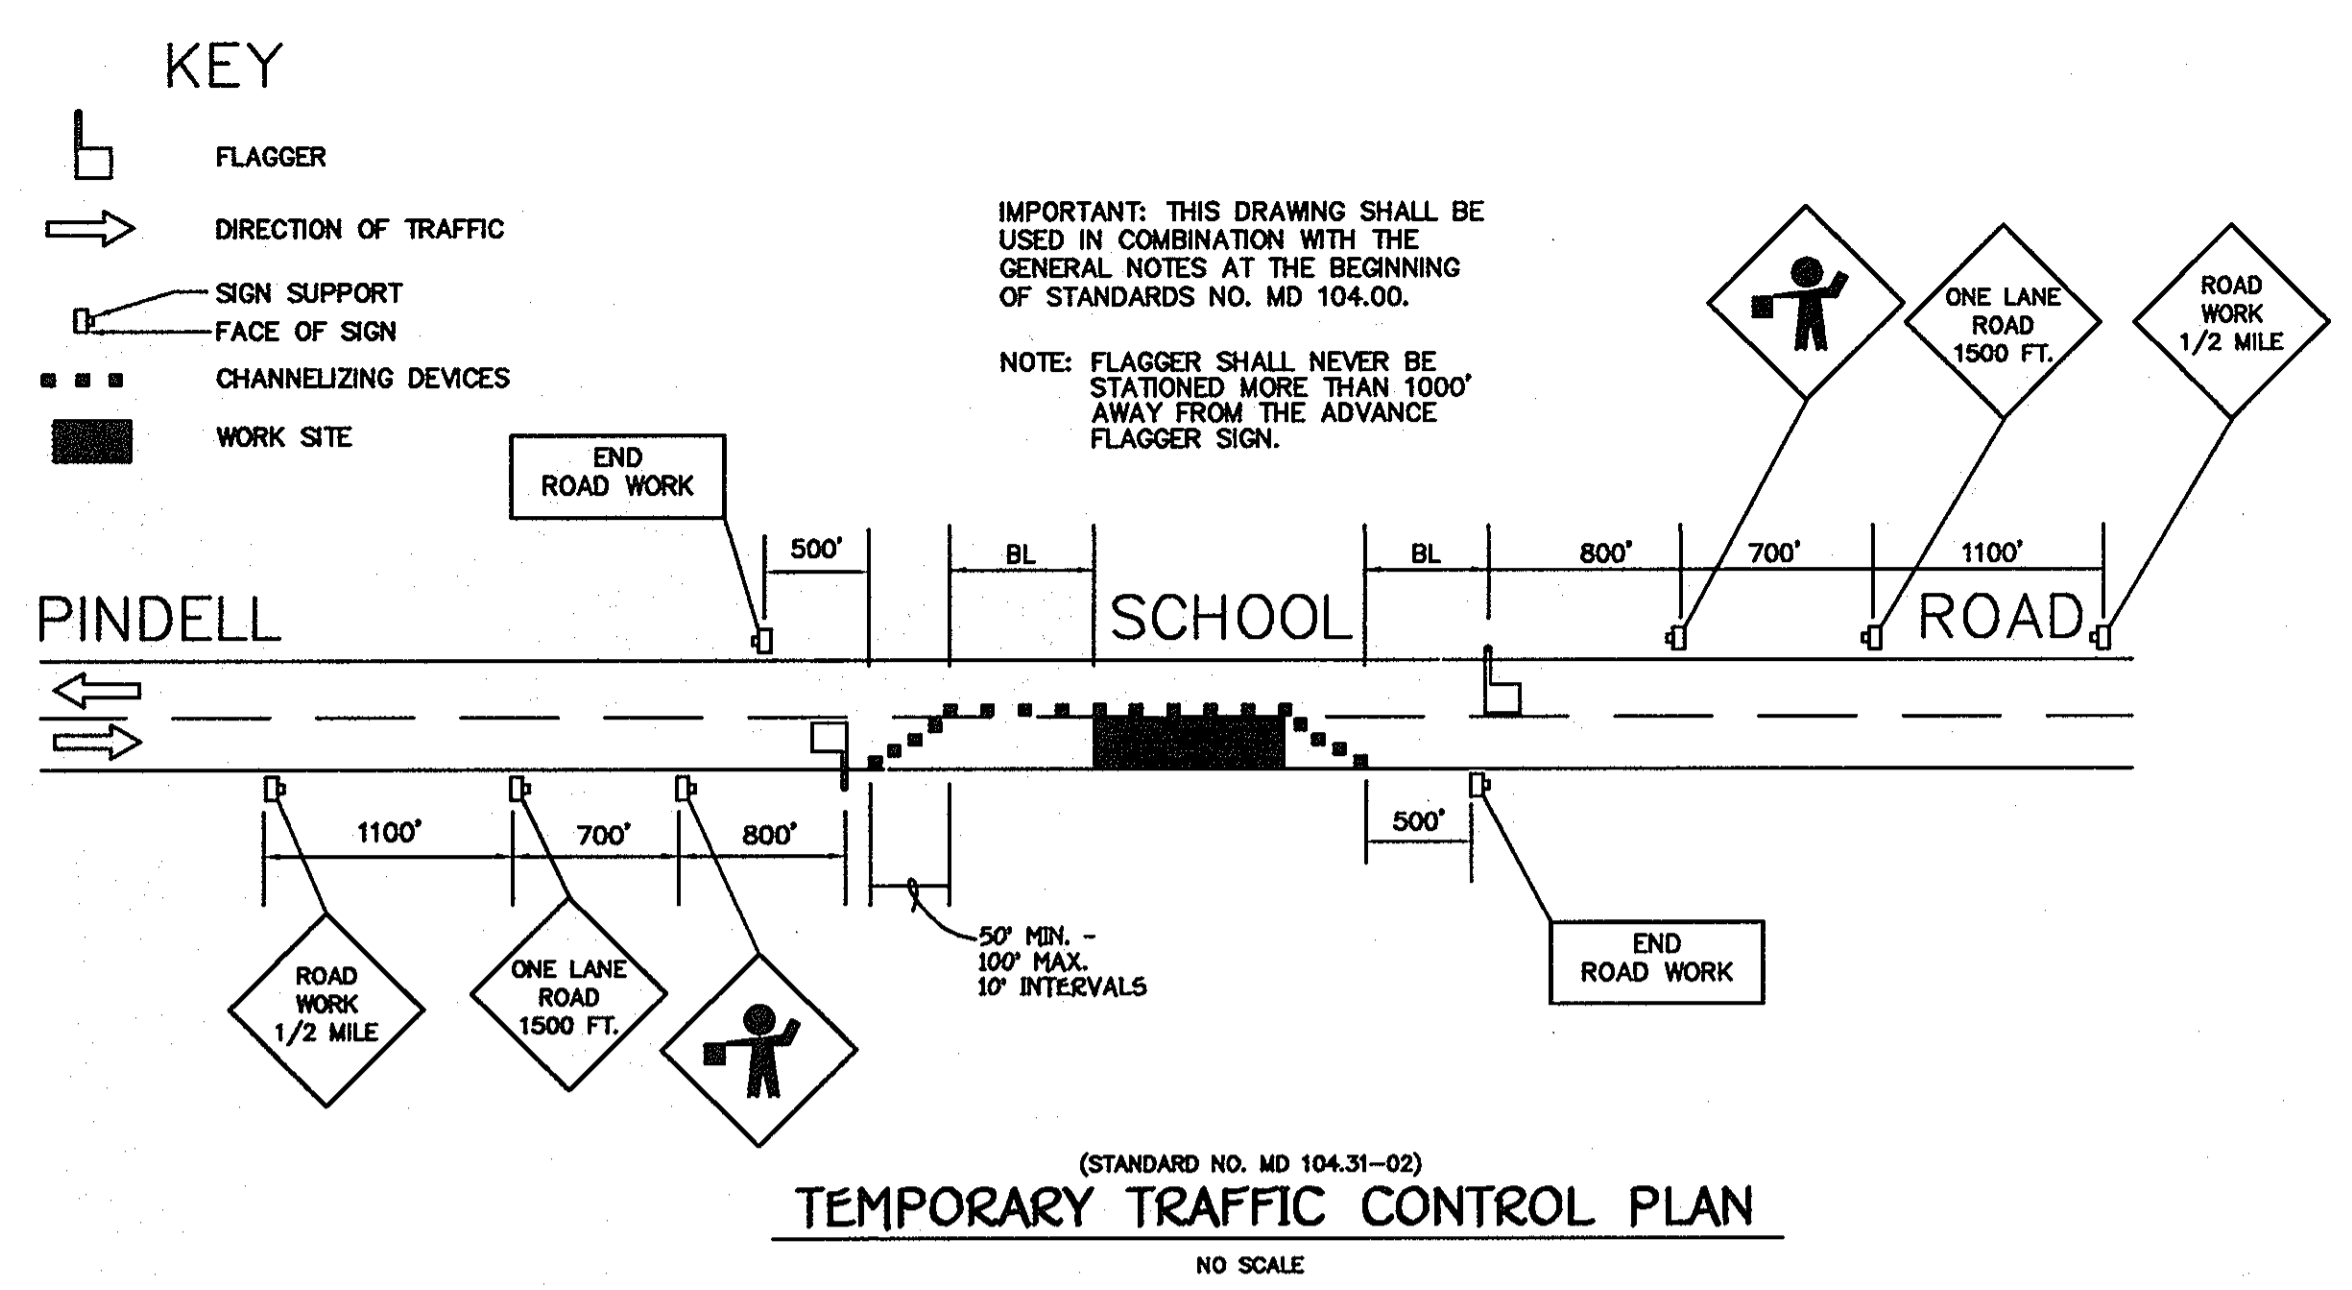 KEY
FLAGGER
DIRECTION OF TRAFFIC
SIGN SUPPORT
FACE OF SIGN
CHANNELIZING DEVICES
WORK SITE
IMPORTANT: THIS DRAWING SHALL BE
USED IN COMBINATION WITH THE
GENERAL NOTES AT THE BEGINNING
OF STANDARDS NO. MD 104.00.
NOTE: FLAGGER SHALL NEVER BE
STATIONED MORE THAN 1000'
AWAY FROM THE ADVANCE
FLAGGER SIGN.
ONE LANE
ROAD
1500 FT.
ROAD
WORK
1/2 MILE
END
ROAD WORK
500'
BL
BL
800'
700'
1100'
PINDELL SCHOOL ROAD
1100'
700'
800'
500'
50' MIN. -
100' MAX.
10' INTERVALS
ROAD
WORK
1/2 MILE
ONE LANE
ROAD
1500 FT.
END
ROAD WORK
(STANDARD NO. MD 104.31-02)
TEMPORARY TRAFFIC CONTROL PLAN
NO SCALE